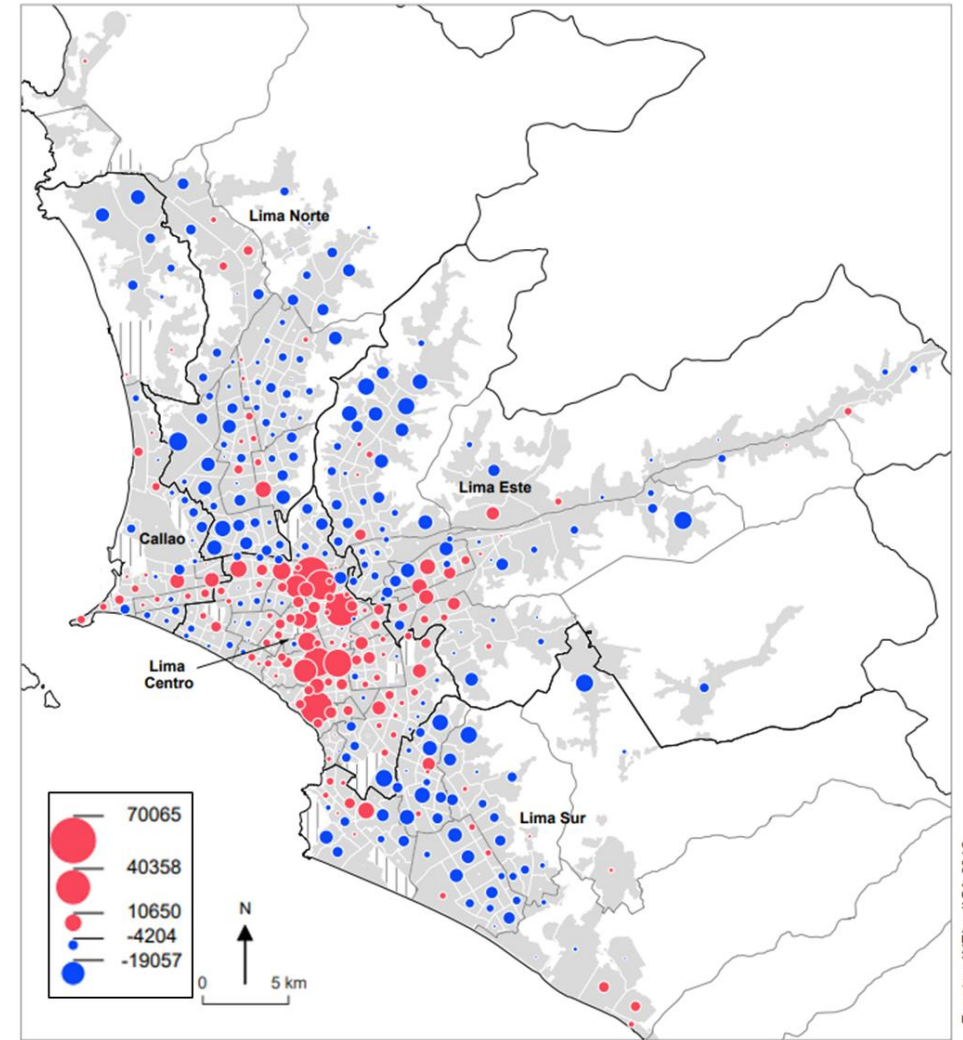 Lima Norte
Lima Este
Callao
Lima
Centro
Lima Sur
70065
40358
10650
-4204
-19057
N
0 5 km